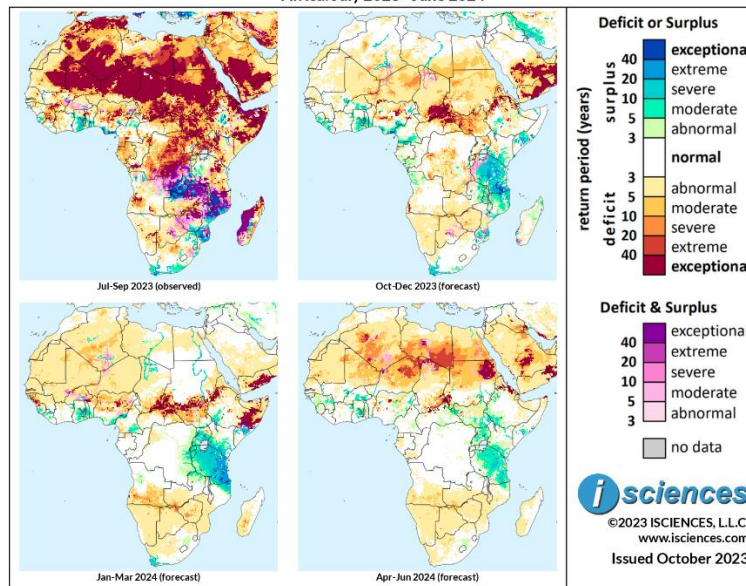 Jul-Sep 2023 (observed)
Oct-Dec 2023 (forecast)
Jan-Mar 2024 (forecast)
Apr-Jun 2024 (forecast)
Deficit or Surplus
return period (years)
surplus
deficit
exceptiona
40
extreme
20
severe
10
moderate
5
abnormal
3
normal
3
abnormal
5
moderate
10
severe
20
extreme
40
exceptiona
Deficit & Surplus
exceptiona
40
extreme
20
severe
10
moderate
5
abnormal
3
no data
i sciences
©2023 ISCIENCES, L.L.C
www.isciences.com
Issued October 2023